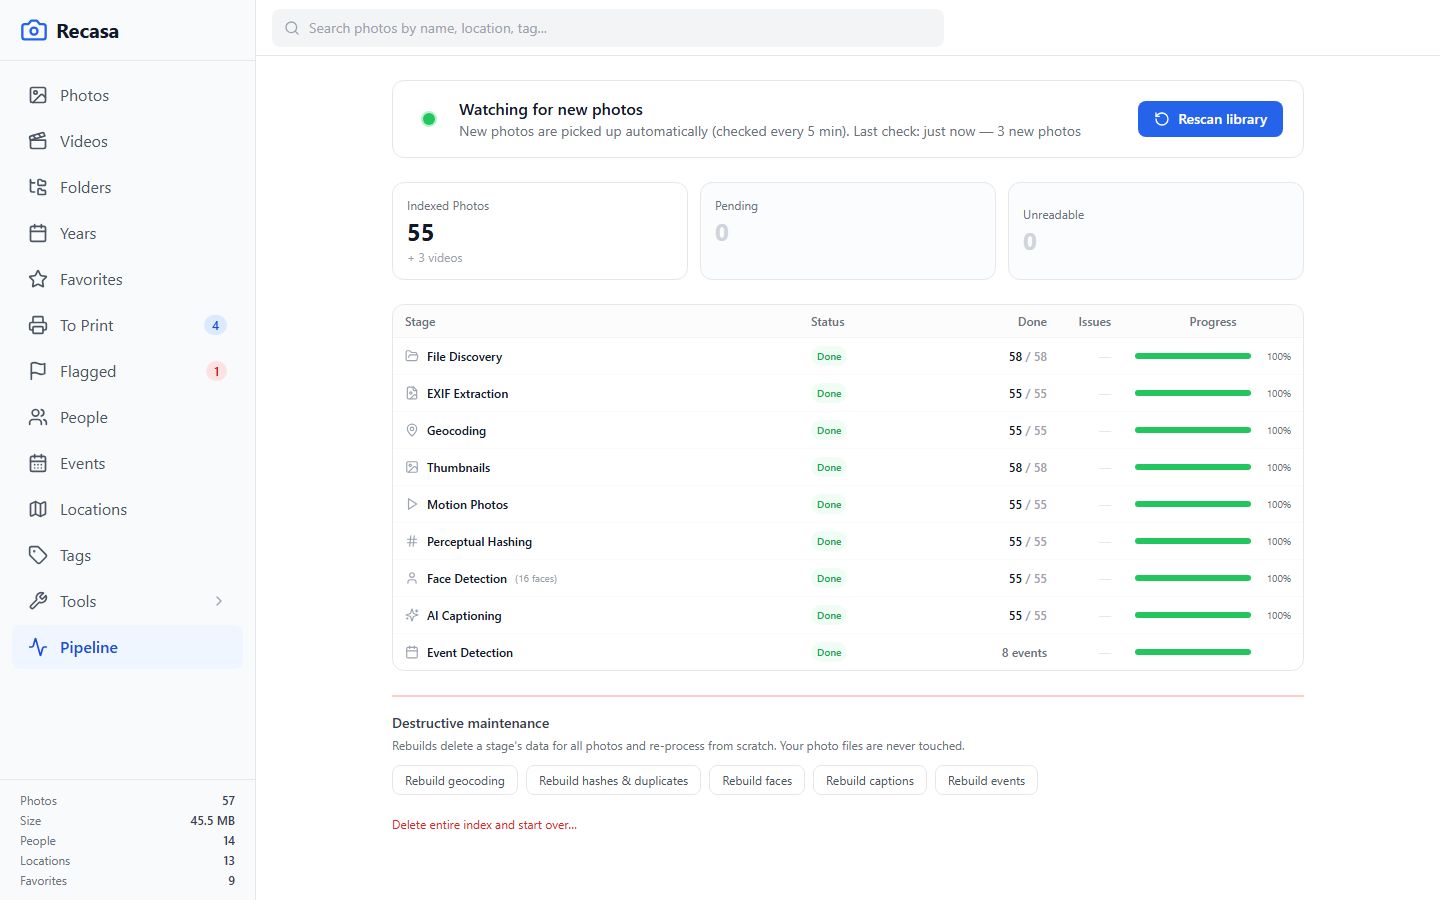 Recasa
Search photos by name, location, tag...
Photos
Videos
Folders
Years
Favorites
To Print 4
Flagged 1
People
Events
Locations
Tags
Tools
Pipeline
Photos 57
Size 45.5 MB
People 14
Locations 13
Favorites 9
Watching for new photos
New photos are picked up automatically (checked every 5 min). Last check: just now — 3 new photos
Rescan library
Indexed Photos
55
+ 3 videos
Pending
0
Unreadable
0
Stage Status Done Issues Progress
File Discovery Done 58 / 58 — 100%
EXIF Extraction Done 55 / 55 — 100%
Geocoding Done 55 / 55 — 100%
Thumbnails Done 58 / 58 — 100%
Motion Photos Done 55 / 55 — 100%
Perceptual Hashing Done 55 / 55 — 100%
Face Detection (16 faces) Done 55 / 55 — 100%
AI Captioning Done 55 / 55 — 100%
Event Detection Done 8 events —
Destructive maintenance
Rebuilds delete a stage's data for all photos and re-process from scratch. Your photo files are never touched.
Rebuild geocoding Rebuild hashes & duplicates Rebuild faces Rebuild captions Rebuild events
Delete entire index and start over...